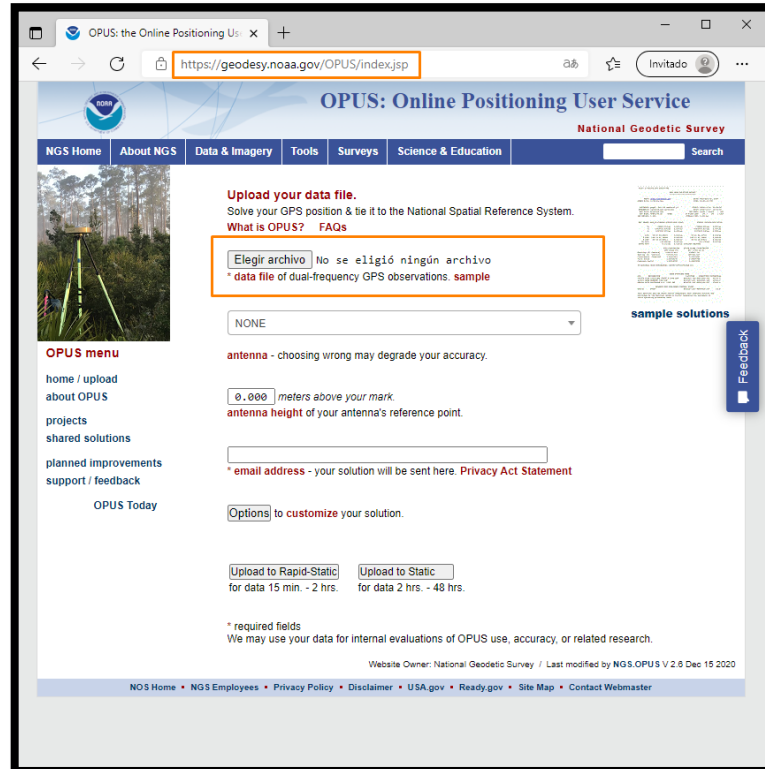 OPUS: the Online Positioning Us
https://geodesy.noaa.gov/OPUS/index.jsp
aあ
Invitado
NOAA
OPUS: Online Positioning User Service
National Geodetic Survey
NGS Home
About NGS
Data & Imagery
Tools
Surveys
Science & Education
Search
Upload your data file.
Solve your GPS position & tie it to the National Spatial Reference System.
What is OPUS? FAQs
Elegir archivo No se eligió ningún archivo
* data file of dual-frequency GPS observations. sample
sample solutions
NONE
antenna - choosing wrong may degrade your accuracy.
0.000 meters above your mark.
antenna height of your antenna's reference point.
* email address - your solution will be sent here. Privacy Act Statement
Options to customize your solution.
Upload to Rapid-Static
Upload to Static
for data 15 min. - 2 hrs.
for data 2 hrs. - 48 hrs.
* required fields
We may use your data for internal evaluations of OPUS use, accuracy, or related research.
OPUS menu
home / upload
about OPUS
projects
shared solutions
planned improvements
support / feedback
OPUS Today
Feedback
Website Owner: National Geodetic Survey / Last modified by NGS.OPUS V 2.6 Dec 15 2020
NOS Home • NGS Employees • Privacy Policy • Disclaimer • USA.gov • Ready.gov • Site Map • Contact Webmaster